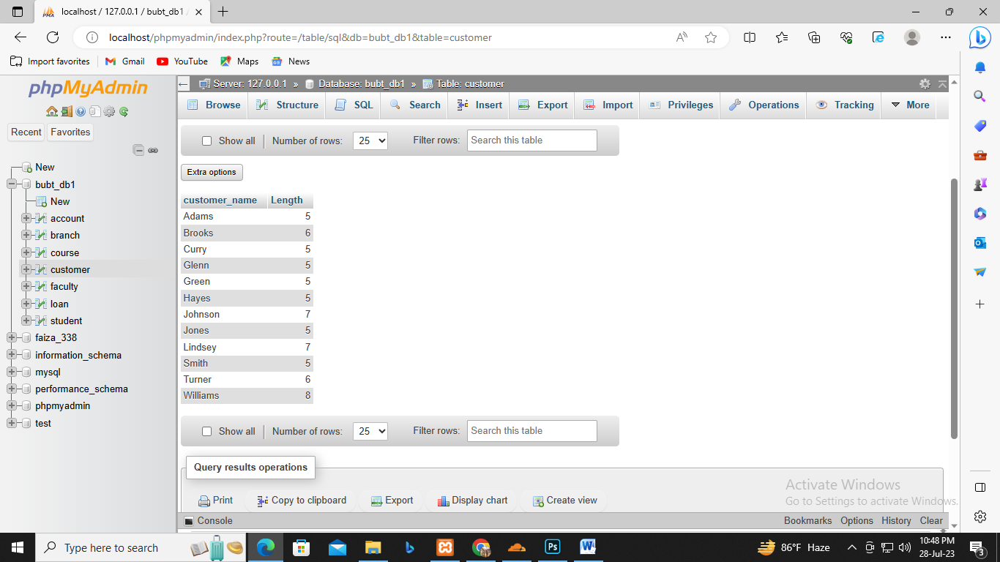 localhost / 127.0.0.1 / bubt_db1 /
localhost/phpmyadmin/index.php?route=/table/sql&db=bubt_db1&table=customer
Import favorites Gmail YouTube Maps News
phpMyAdmin
Server: 127.0.0.1 » Database: bubt_db1 » Table: customer
Browse Structure SQL Search Insert Export Import Privileges Operations Tracking More
Recent Favorites
New
bubt_db1
New
account
branch
course
customer
faculty
loan
student
faiza_338
information_schema
mysql
performance_schema
phpmyadmin
test
Show all Number of rows: 25 Filter rows: Search this table
Extra options
customer_name Length
Adams 5
Brooks 6
Curry 5
Glenn 5
Green 5
Hayes 5
Johnson 7
Jones 5
Lindsey 7
Smith 5
Turner 6
Williams 8
Show all Number of rows: 25 Filter rows: Search this table
Query results operations
Print Copy to clipboard Export Display chart Create view
Activate Windows
Go to Settings to activate Windows.
Console Bookmarks Options History Clear
Type here to search
86°F Haze
10:48 PM
28-Jul-23
3